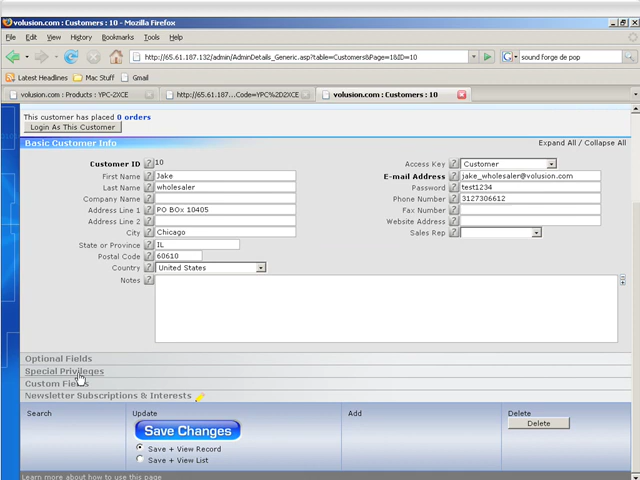 volusion.com : Customers : 10 - Mozilla Firefox
File Edit View History Bookmarks Tools Help
http://65.61.187.132/admin/AdminDetails_Generic.asp?table=Customers&Page=1&ID=10
sound forge de pop
Latest Headlines Mac Stuff Gmail
volusion.com : Products : YPC-2XCE
http://65.61.187...Code=YPC%2D2XCE
volusion.com : Customers : 10
This customer has placed 0 orders
Login As This Customer
Basic Customer Info
Expand All / Collapse All
Customer ID ? 10
First Name ? Jake
Last Name ? wholesaler
Company Name ?
Address Line 1 ? PO BOx 10405
Address Line 2 ?
City ? Chicago
State or Province ? IL
Postal Code ? 60610
Country ? United States
Notes ?
Access Key ? Customer
E-mail Address ? jake_wholesaler@volusion.com
Password ? test1234
Phone Number ? 3127306612
Fax Number ?
Website Address ?
Sales Rep ?
Optional Fields
Special Privileges
Custom Fields
Newsletter Subscriptions & Interests
Search
Update
Save Changes
Save + View Record
Save + View List
Add
Delete
Delete
Learn more about how to use this page